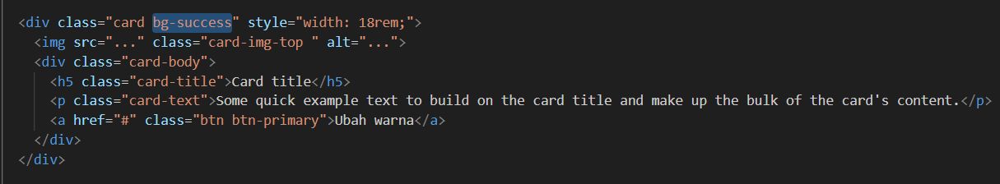 <div class="card bg-success" style="width: 18rem;">
<img src="..." class="card-img-top " alt="...">
<div class="card-body">
<h5 class="card-title">Card title</h5>
<p class="card-text">Some quick example text to build on the card title and make up the bulk of the card's content.</p>
<a href="#" class="btn btn-primary">Ubah warna</a>
</div>
</div>